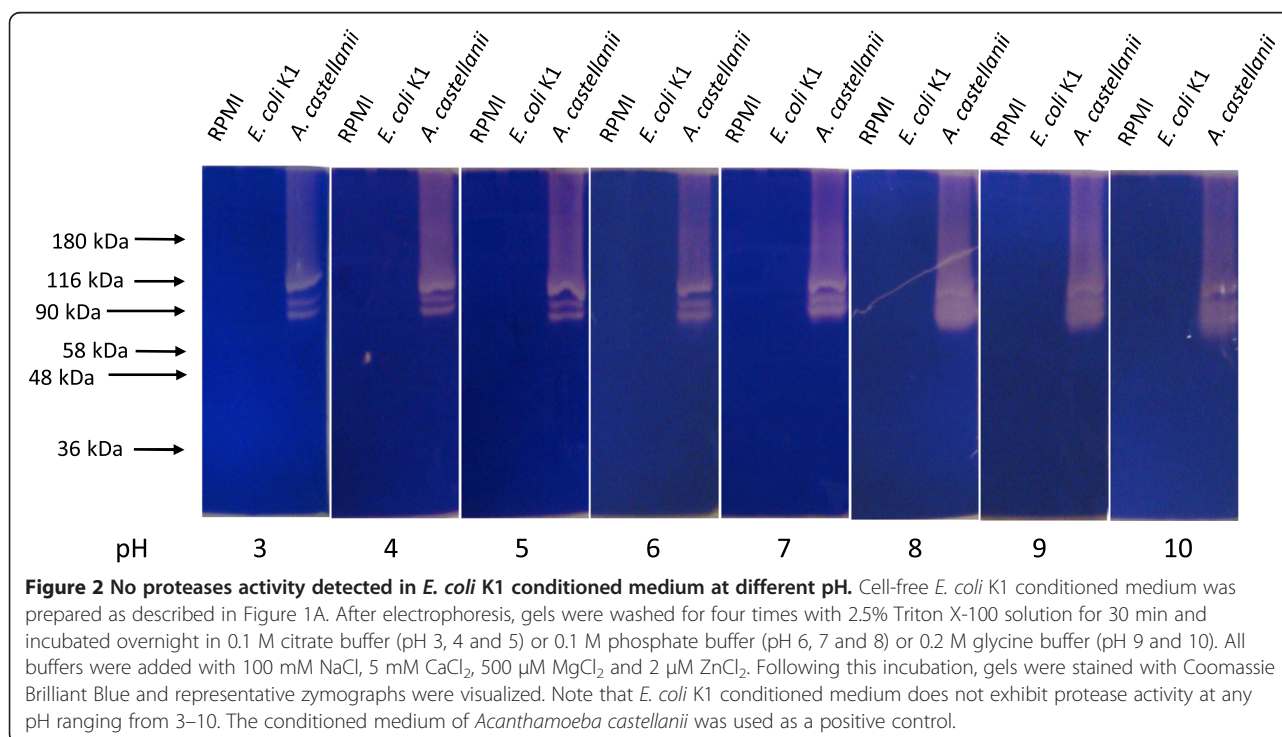 RPMI
E. coli K1
A. castellanii
RPMI
E. coli K1
A. castellanii
RPMI
E. coli K1
A. castellanii
RPMI
E. coli K1
A. castellanii
RPMI
E. coli K1
A. castellanii
RPMI
E. coli K1
A. castellanii
RPMI
E. coli K1
A. castellanii
RPMI
E. coli K1
A. castellanii
180 kDa
116 kDa
90 kDa
58 kDa
48 kDa
36 kDa
pH 3 4 5 6 7 8 9 10
Figure 2 No proteases activity detected in E. coli K1 conditioned medium at different pH. Cell-free E. coli K1 conditioned medium was
prepared as described in Figure 1A. After electrophoresis, gels were washed for four times with 2.5% Triton X-100 solution for 30 min and
incubated overnight in 0.1 M citrate buffer (pH 3, 4 and 5) or 0.1 M phosphate buffer (pH 6, 7 and 8) or 0.2 M glycine buffer (pH 9 and 10). All
buffers were added with 100 mM NaCl, 5 mM CaCl₂, 500 μM MgCl₂ and 2 μM ZnCl₂. Following this incubation, gels were stained with Coomassie
Brilliant Blue and representative zymographs were visualized. Note that E. coli K1 conditioned medium does not exhibit protease activity at any
pH ranging from 3–10. The conditioned medium of Acanthamoeba castellanii was used as a positive control.